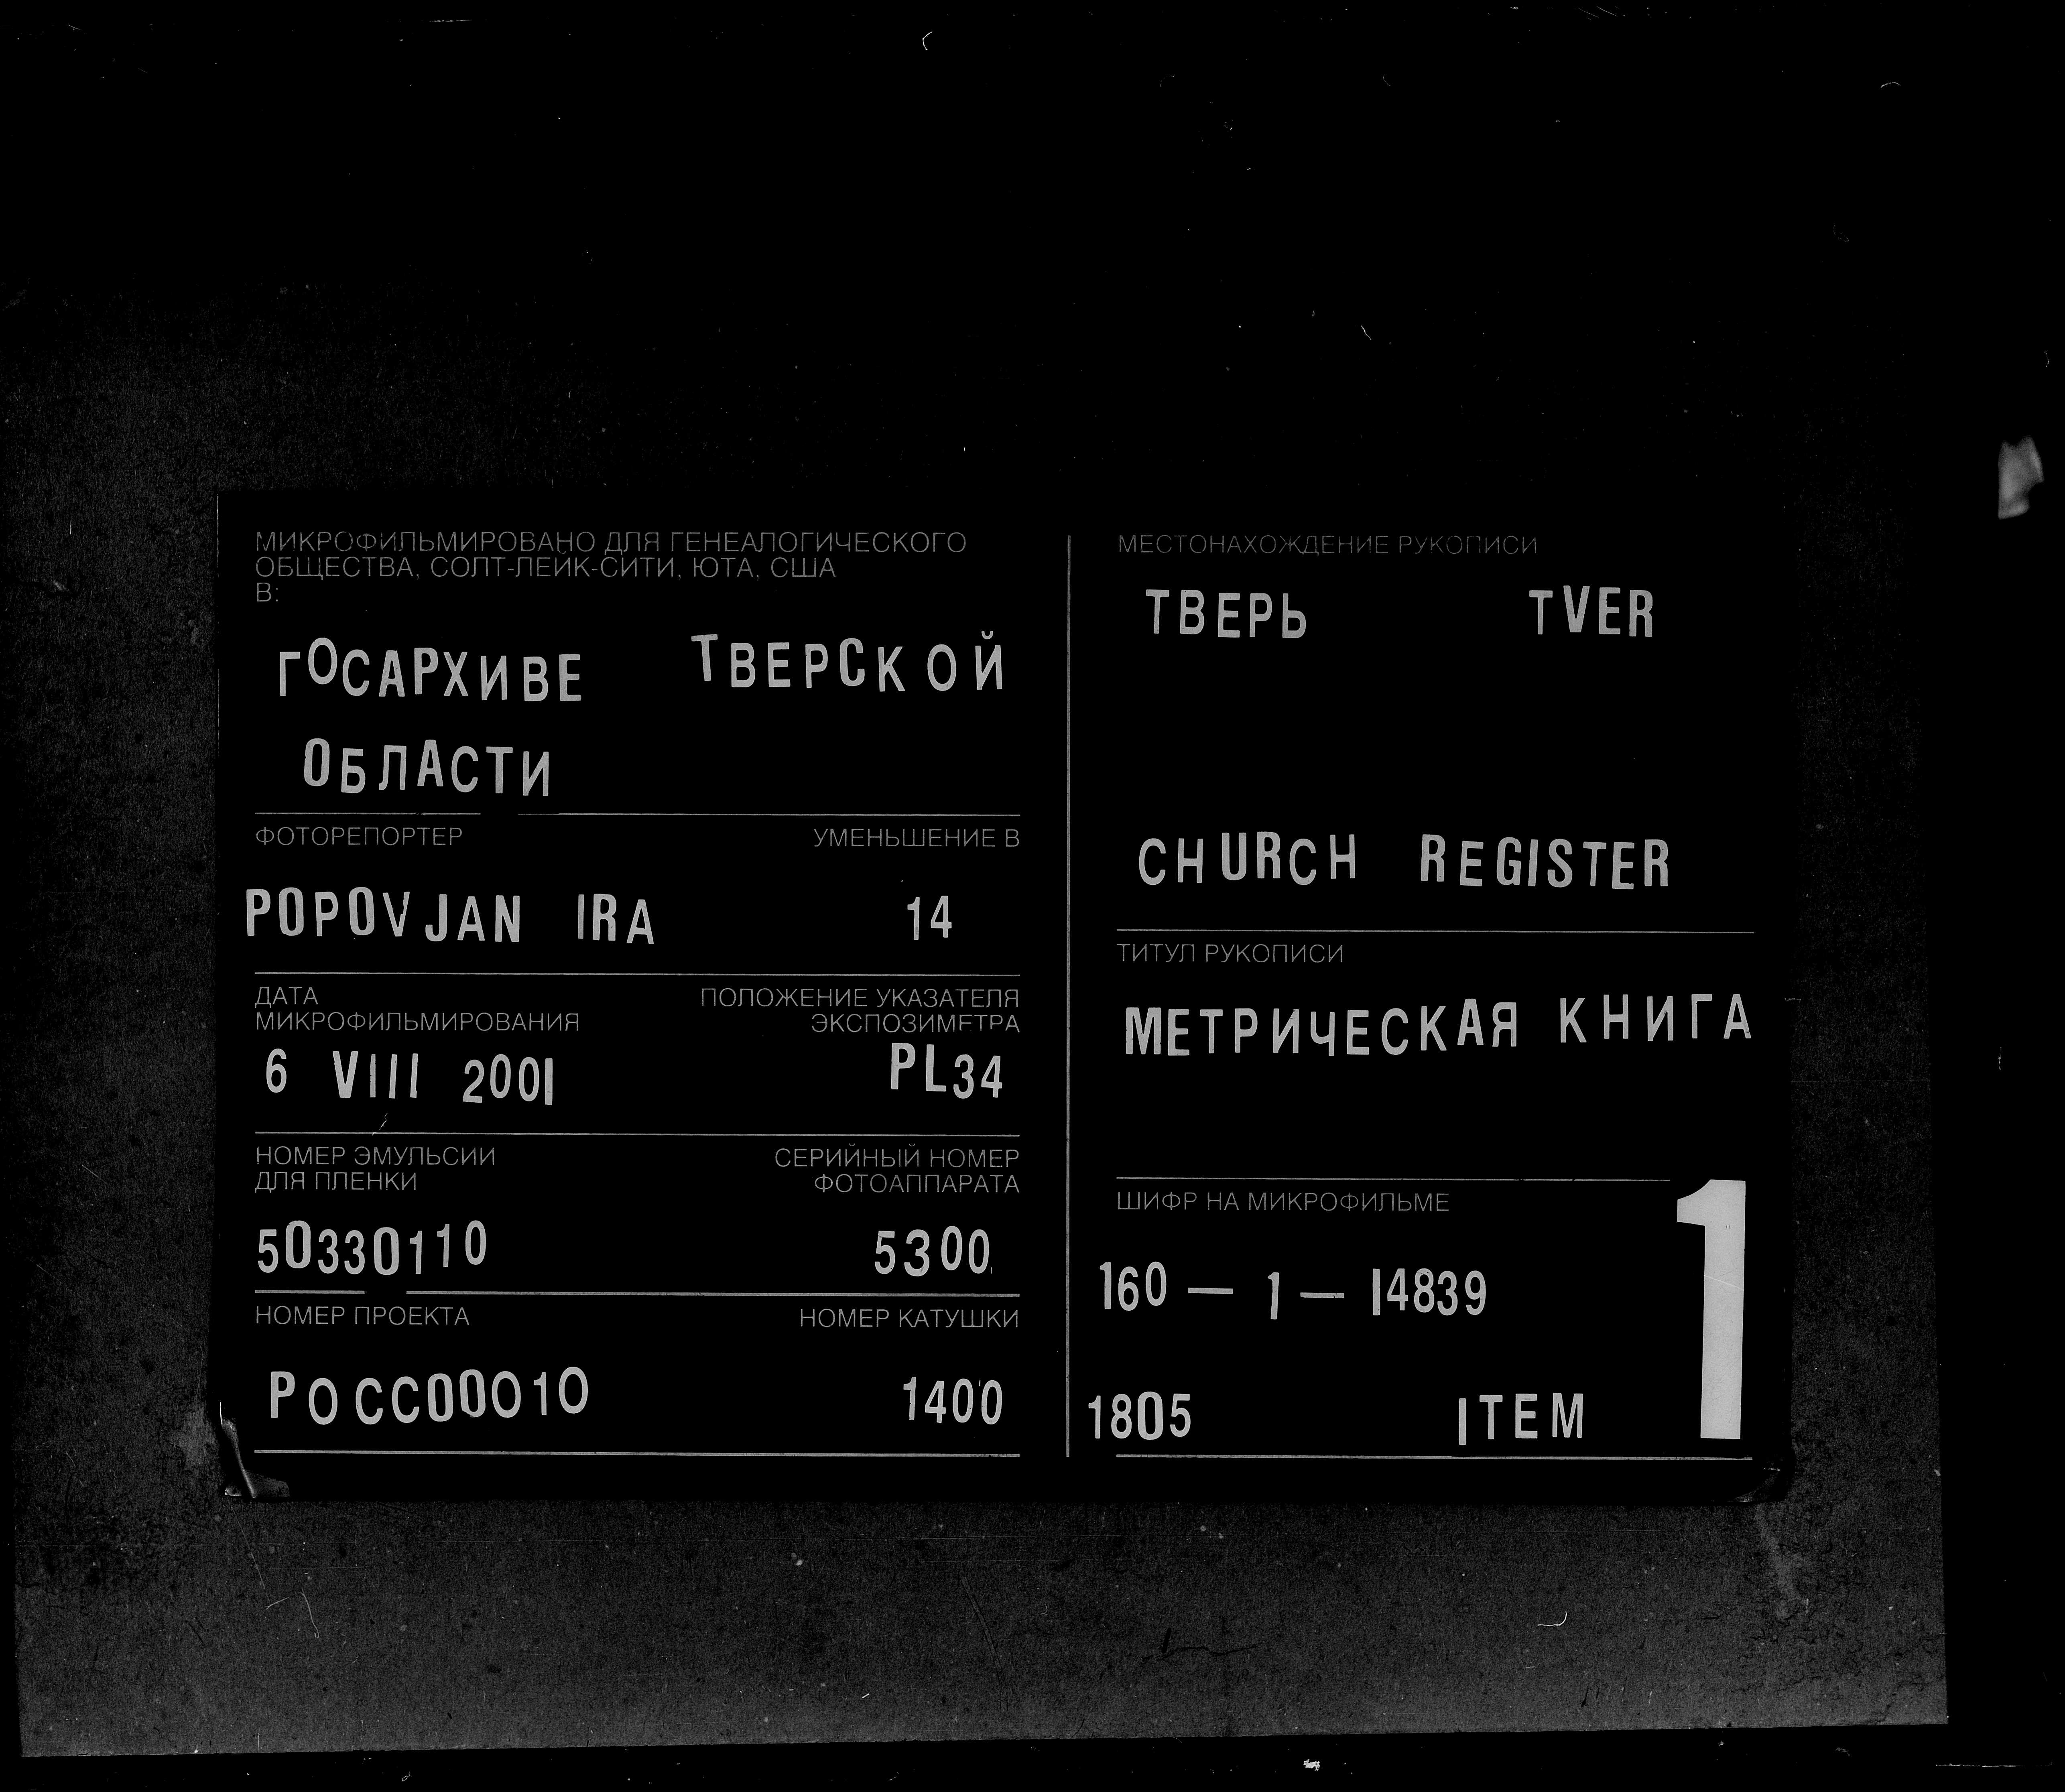 МИКРОФИЛЬМИРОВАНО ДЛЯ ГЕНЕАЛОГИЧЕСКОГО
ОБЩЕСТВА, СОЛТ-ЛЕЙК-СИТИ, ЮТА, США
В:
ГОСАРХИВЕ ТВЕРСКОЙ
ОБЛАСТИ
ФОТОРЕПОРТЕР УМЕНЬШЕНИЕ В
POPOVJAN IRA 14
ДАТА ПОЛОЖЕНИЕ УКАЗАТЕЛЯ
МИКРОФИЛЬМИРОВАНИЯ ЭКСПОЗИМЕТРА
6 VIII 2001 PL34
НОМЕР ЭМУЛЬСИИ СЕРИЙНЫЙ НОМЕР
ДЛЯ ПЛЕНКИ ФОТОАППАРАТА
50330110 5300
НОМЕР ПРОЕКТА НОМЕР КАТУШКИ
РОСС00010 1400
МЕСТОНАХОЖДЕНИЕ РУКОПИСИ
ТВЕРЬ TVER
CHURCH REGISTER
ТИТУЛ РУКОПИСИ
МЕТРИЧЕСКАЯ КНИГА
ШИФР НА МИКРОФИЛЬМЕ
160 — 1 — 14839
1805 ITEM 1